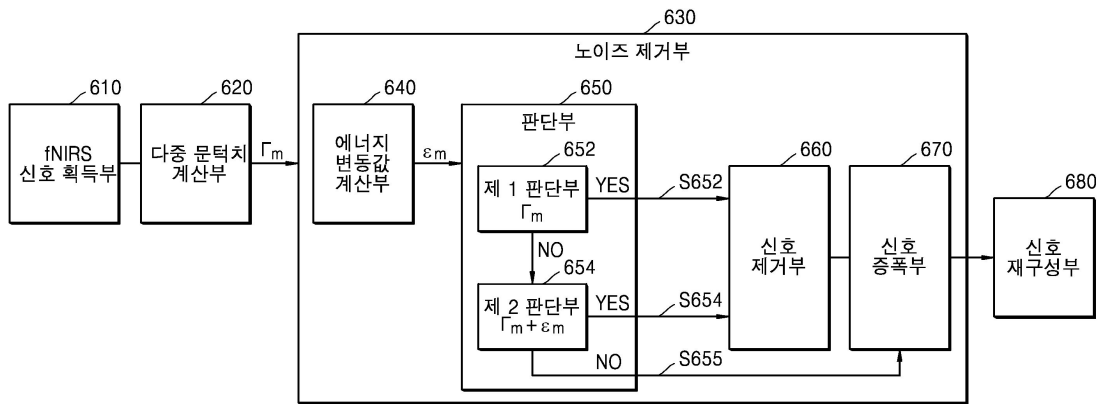 630
노이즈 제거부
610
620
640
650
fNIRS
신호 획득부
다중 문턱치
계산부
Γm
에너지
변동값
계산부
εm
판단부
652
제 1 판단부
Γm
YES
S652
NO
654
제 2 판단부
Γm+εm
YES
S654
NO
S655
660
신호
제거부
670
신호
증폭부
680
신호
재구성부